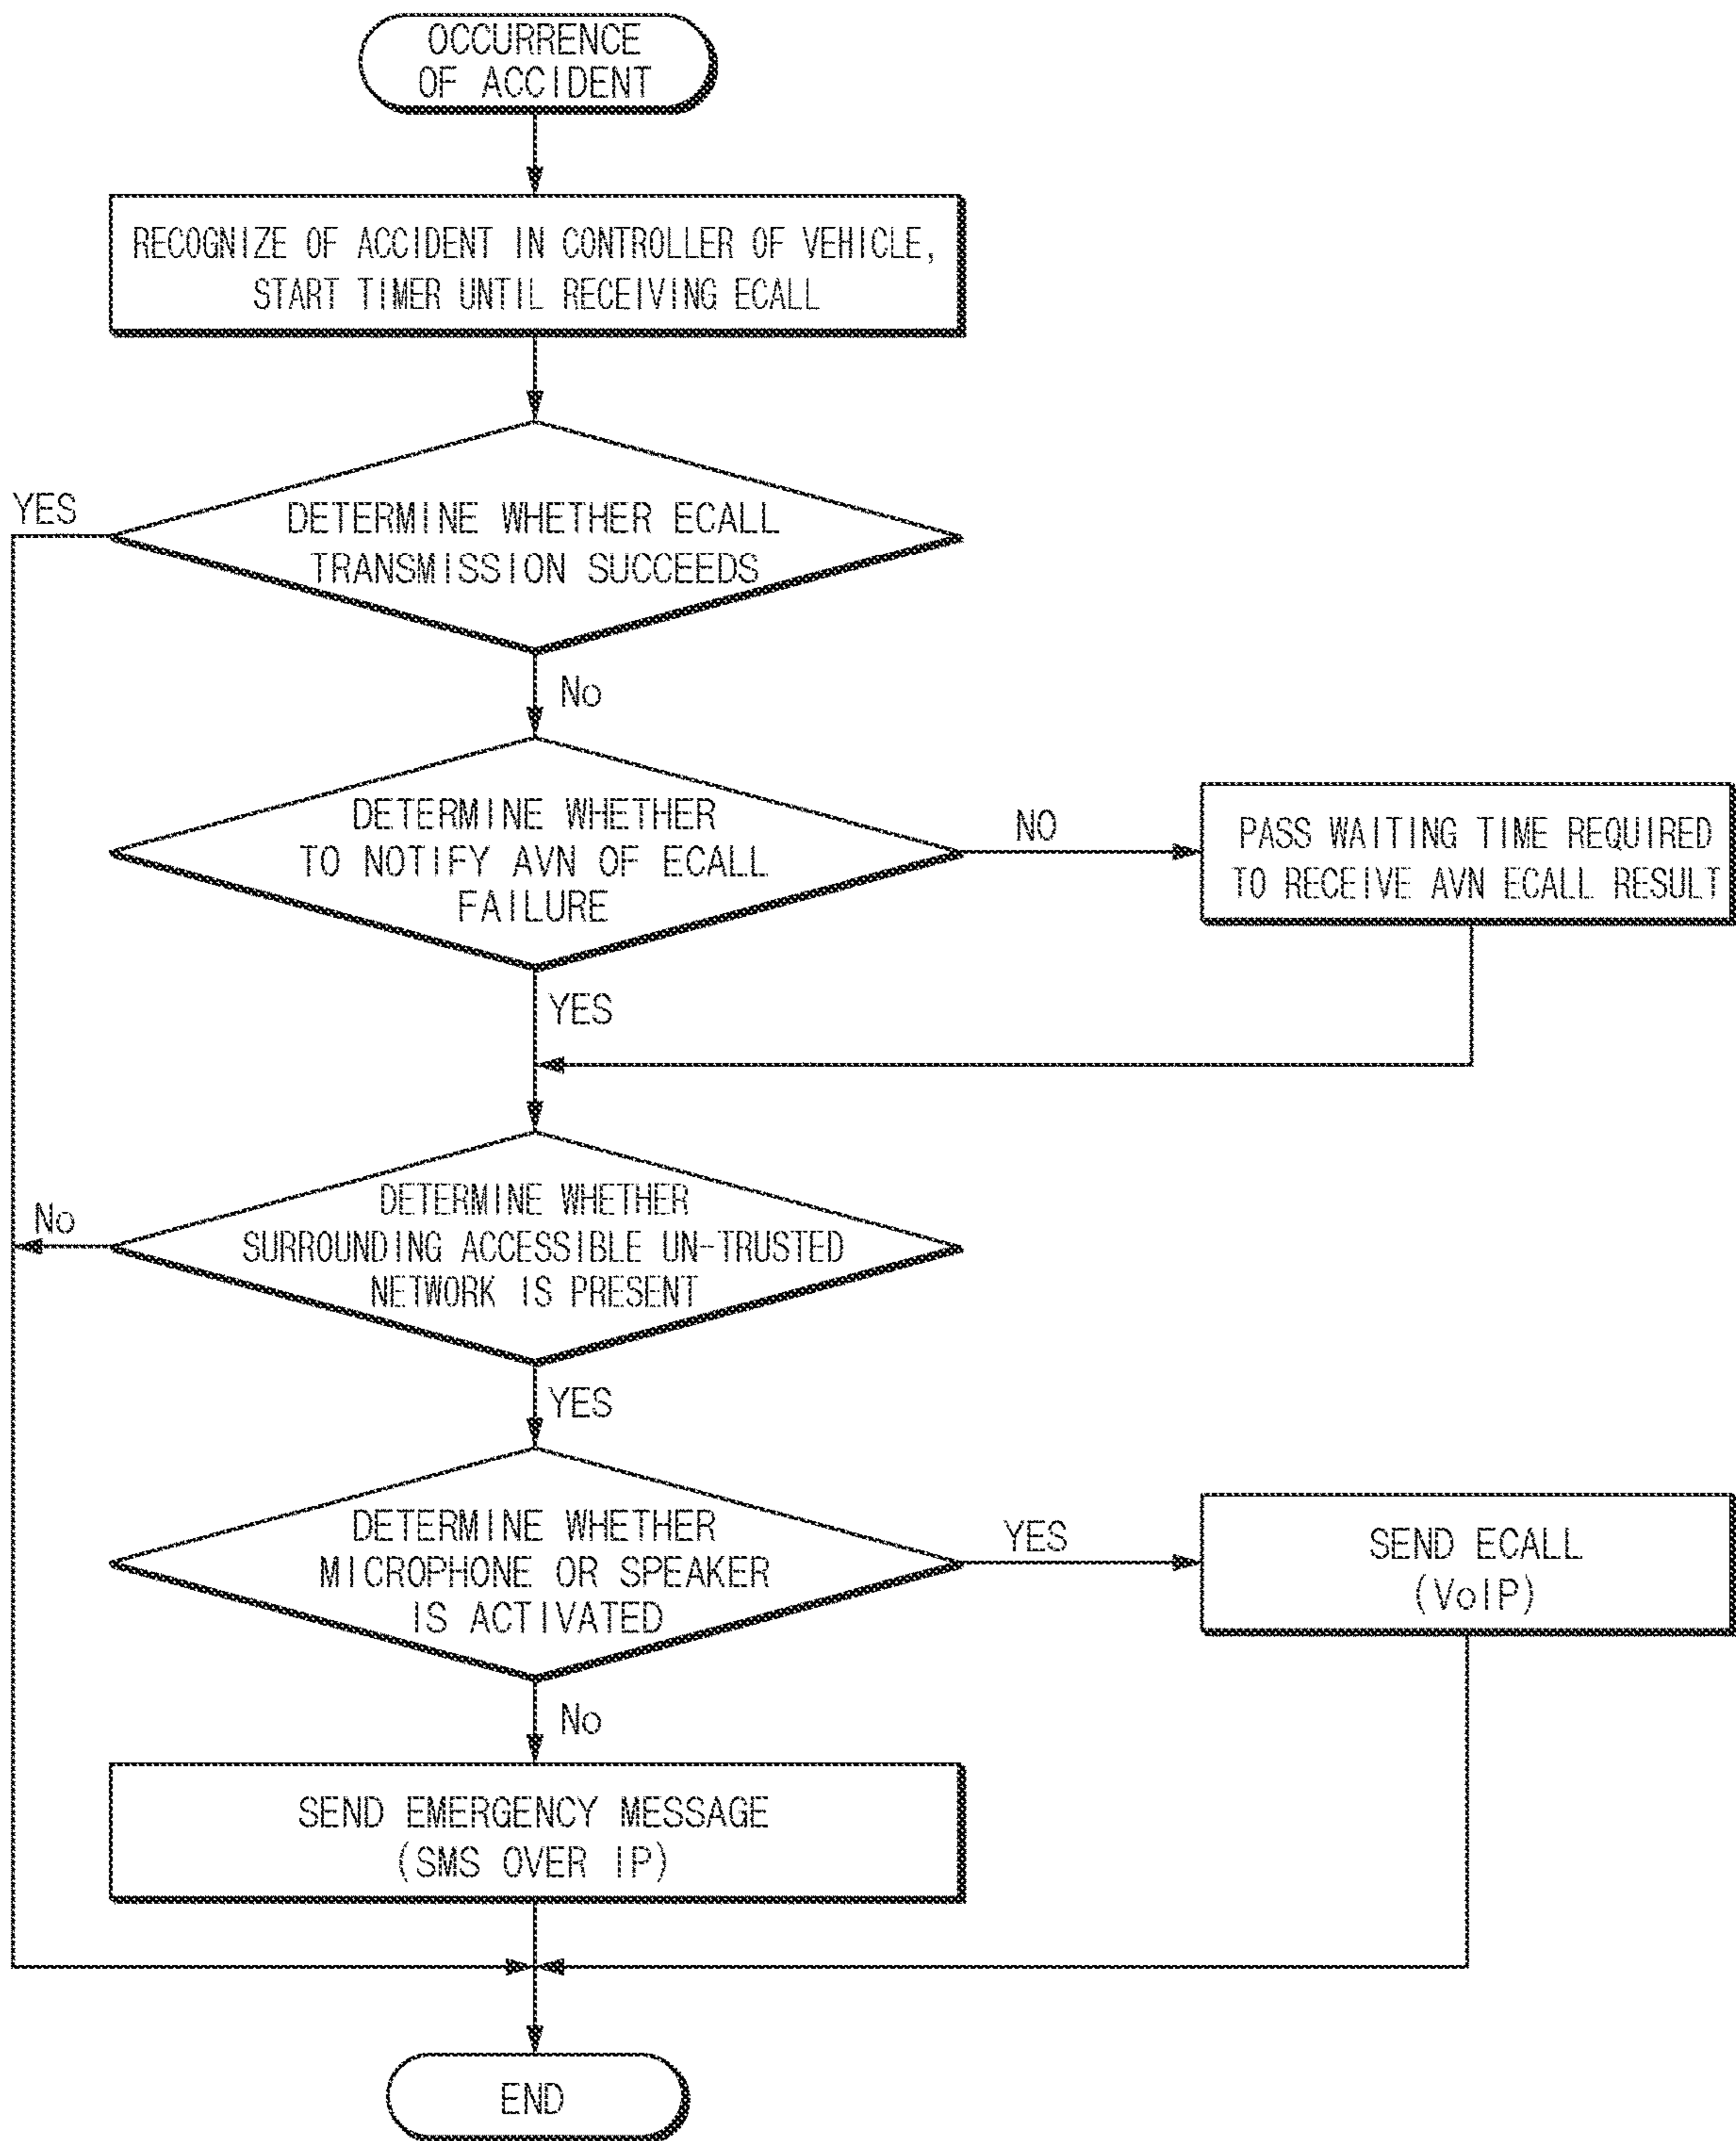 OCCURRENCE
OF ACCIDENT
RECOGNIZE OF ACCIDENT IN CONTROLLER OF VEHICLE,
START TIMER UNTIL RECEIVING ECALL
YES
DETERMINE WHETHER ECALL
TRANSMISSION SUCCEEDS
No
DETERMINE WHETHER
TO NOTIFY AVN OF ECALL
FAILURE
NO
PASS WAITING TIME REQUIRED
TO RECEIVE AVN ECALL RESULT
YES
No
DETERMINE WHETHER
SURROUNDING ACCESSIBLE UN-TRUSTED
NETWORK IS PRESENT
YES
DETERMINE WHETHER
MICROPHONE OR SPEAKER
IS ACTIVATED
YES
SEND ECALL
(VoIP)
No
SEND EMERGENCY MESSAGE
(SMS OVER IP)
END